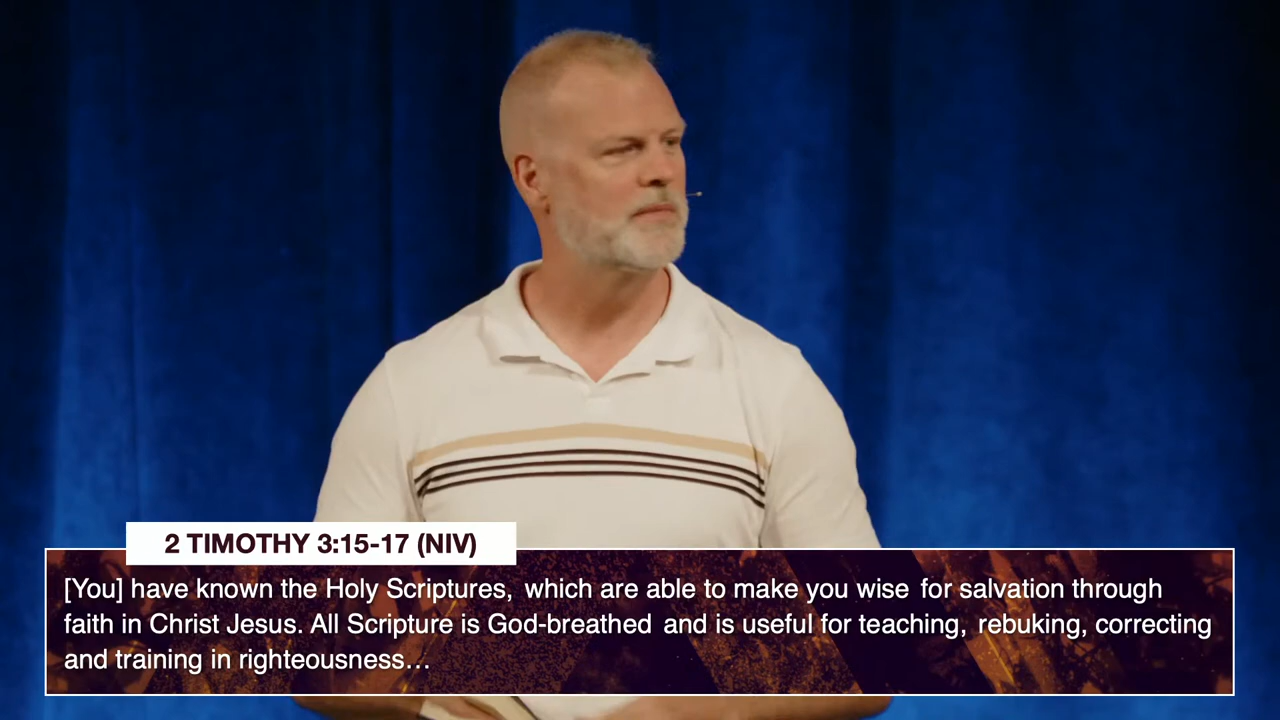 2 TIMOTHY 3:15-17 (NIV)
[You] have known the Holy Scriptures, which are able to make you wise for salvation through
faith in Christ Jesus. All Scripture is God-breathed and is useful for teaching, rebuking, correcting
and training in righteousness…